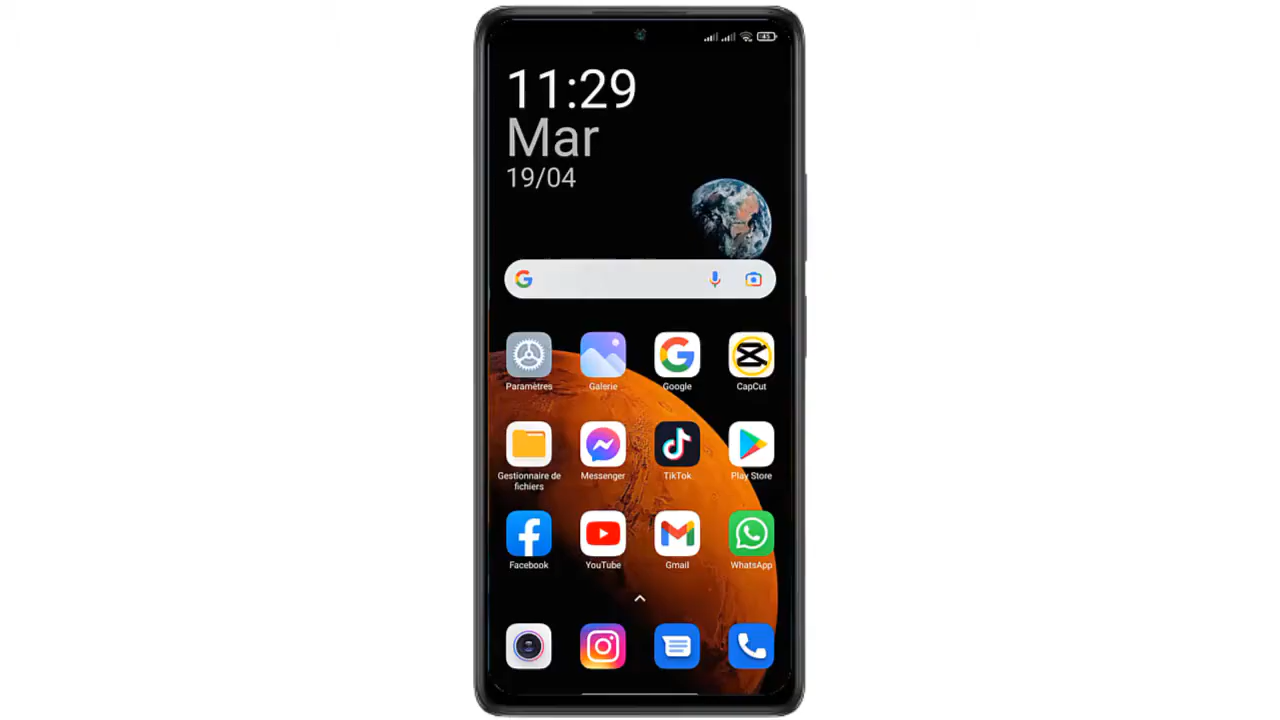 45
11:29
Mar
19/04
Paramètres
Galerie
Google
CapCut
Gestionnaire de
fichiers
Messenger
TikTok
Play Store
Facebook
YouTube
Gmail
WhatsApp